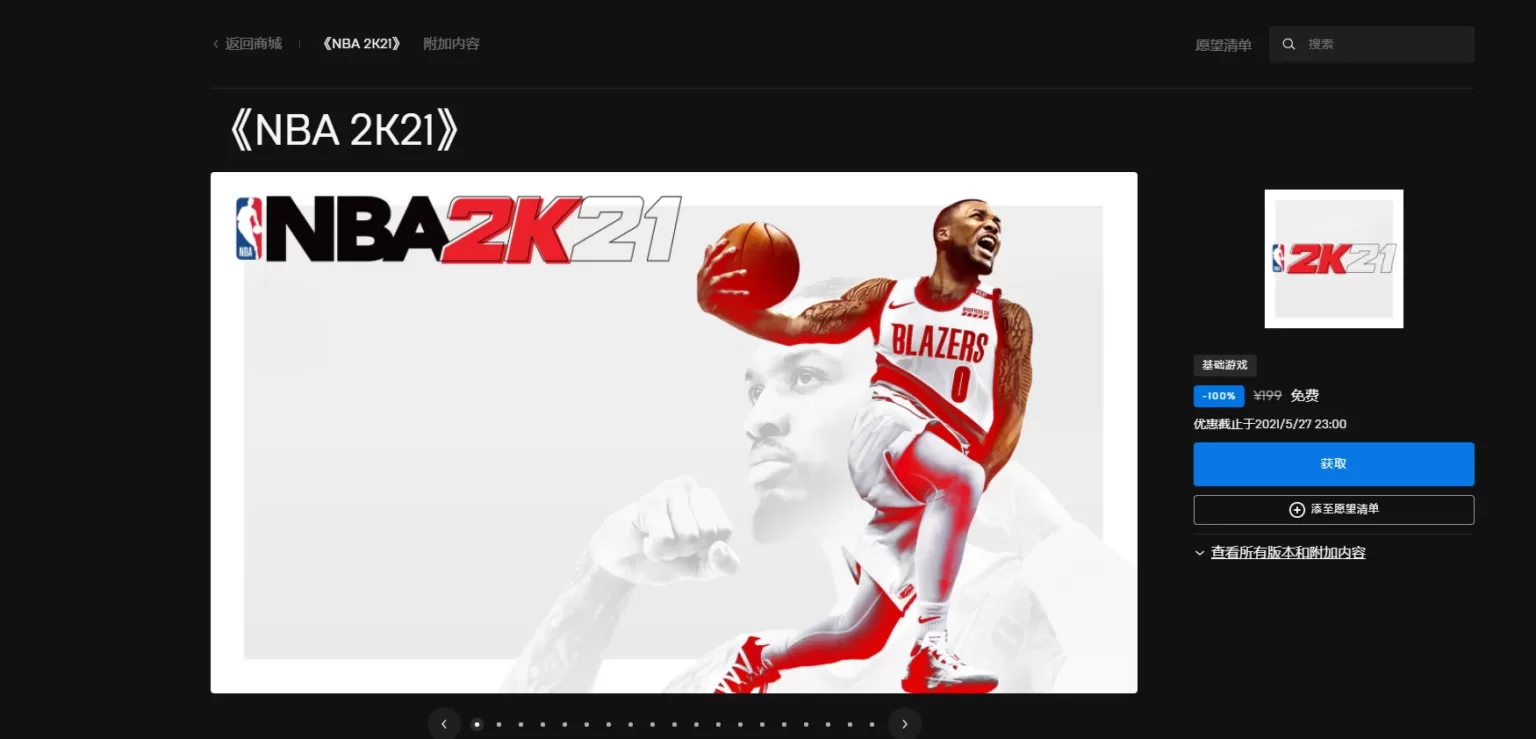 返回商城 《NBA 2K21》 附加内容 愿望清单 搜索
《NBA 2K21》
NBA 2K21
NBA
BIOFREEZE
BLAZERS
0
2K21
基础游戏
-100% ¥199 免费
优惠截止于2021/5/27 23:00
获取
添至愿望清单
查看所有版本和附加内容